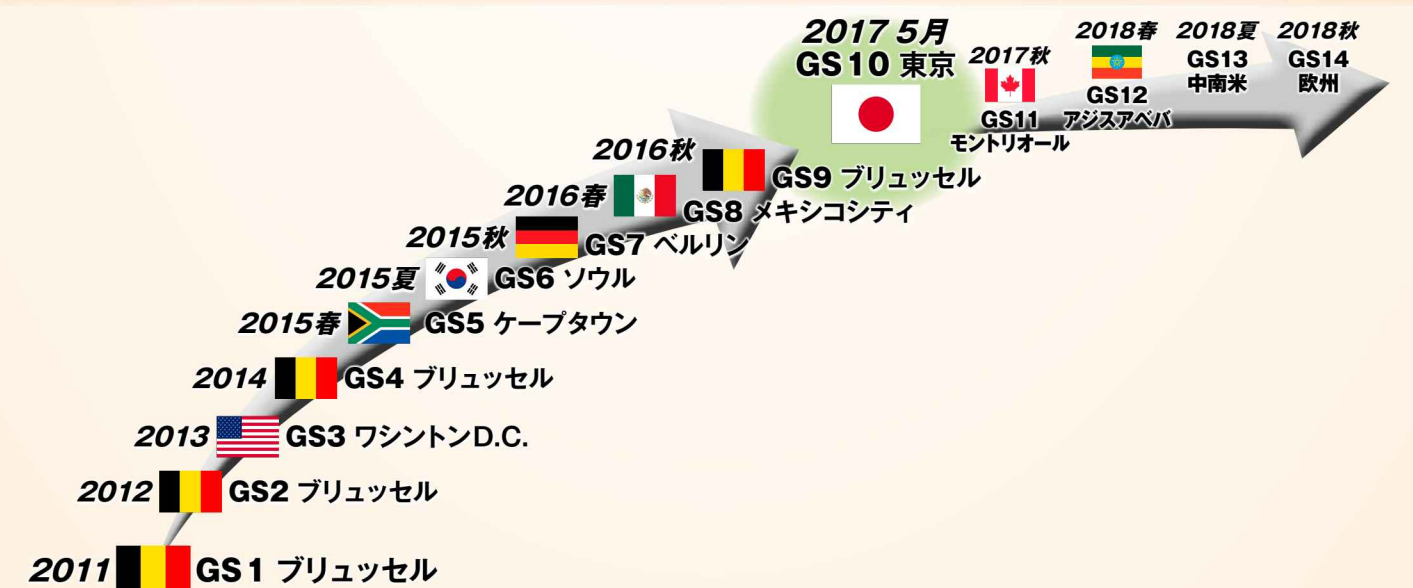 2011 GS1 ブリュッセル
2012 GS2 ブリュッセル
2013 GS3 ワシントンD.C.
2014 GS4 ブリュッセル
2015春 GS5 ケープタウン
2015夏 GS6 ソウル
2015秋 GS7 ベルリン
2016春 GS8 メキシコシティ
2016秋 GS9 ブリュッセル
2017 5月
GS10 東京
2017秋
GS11
モントリオール
2018春
GS12
アジスアベバ
2018夏
GS13
中南米
2018秋
GS14
欧州